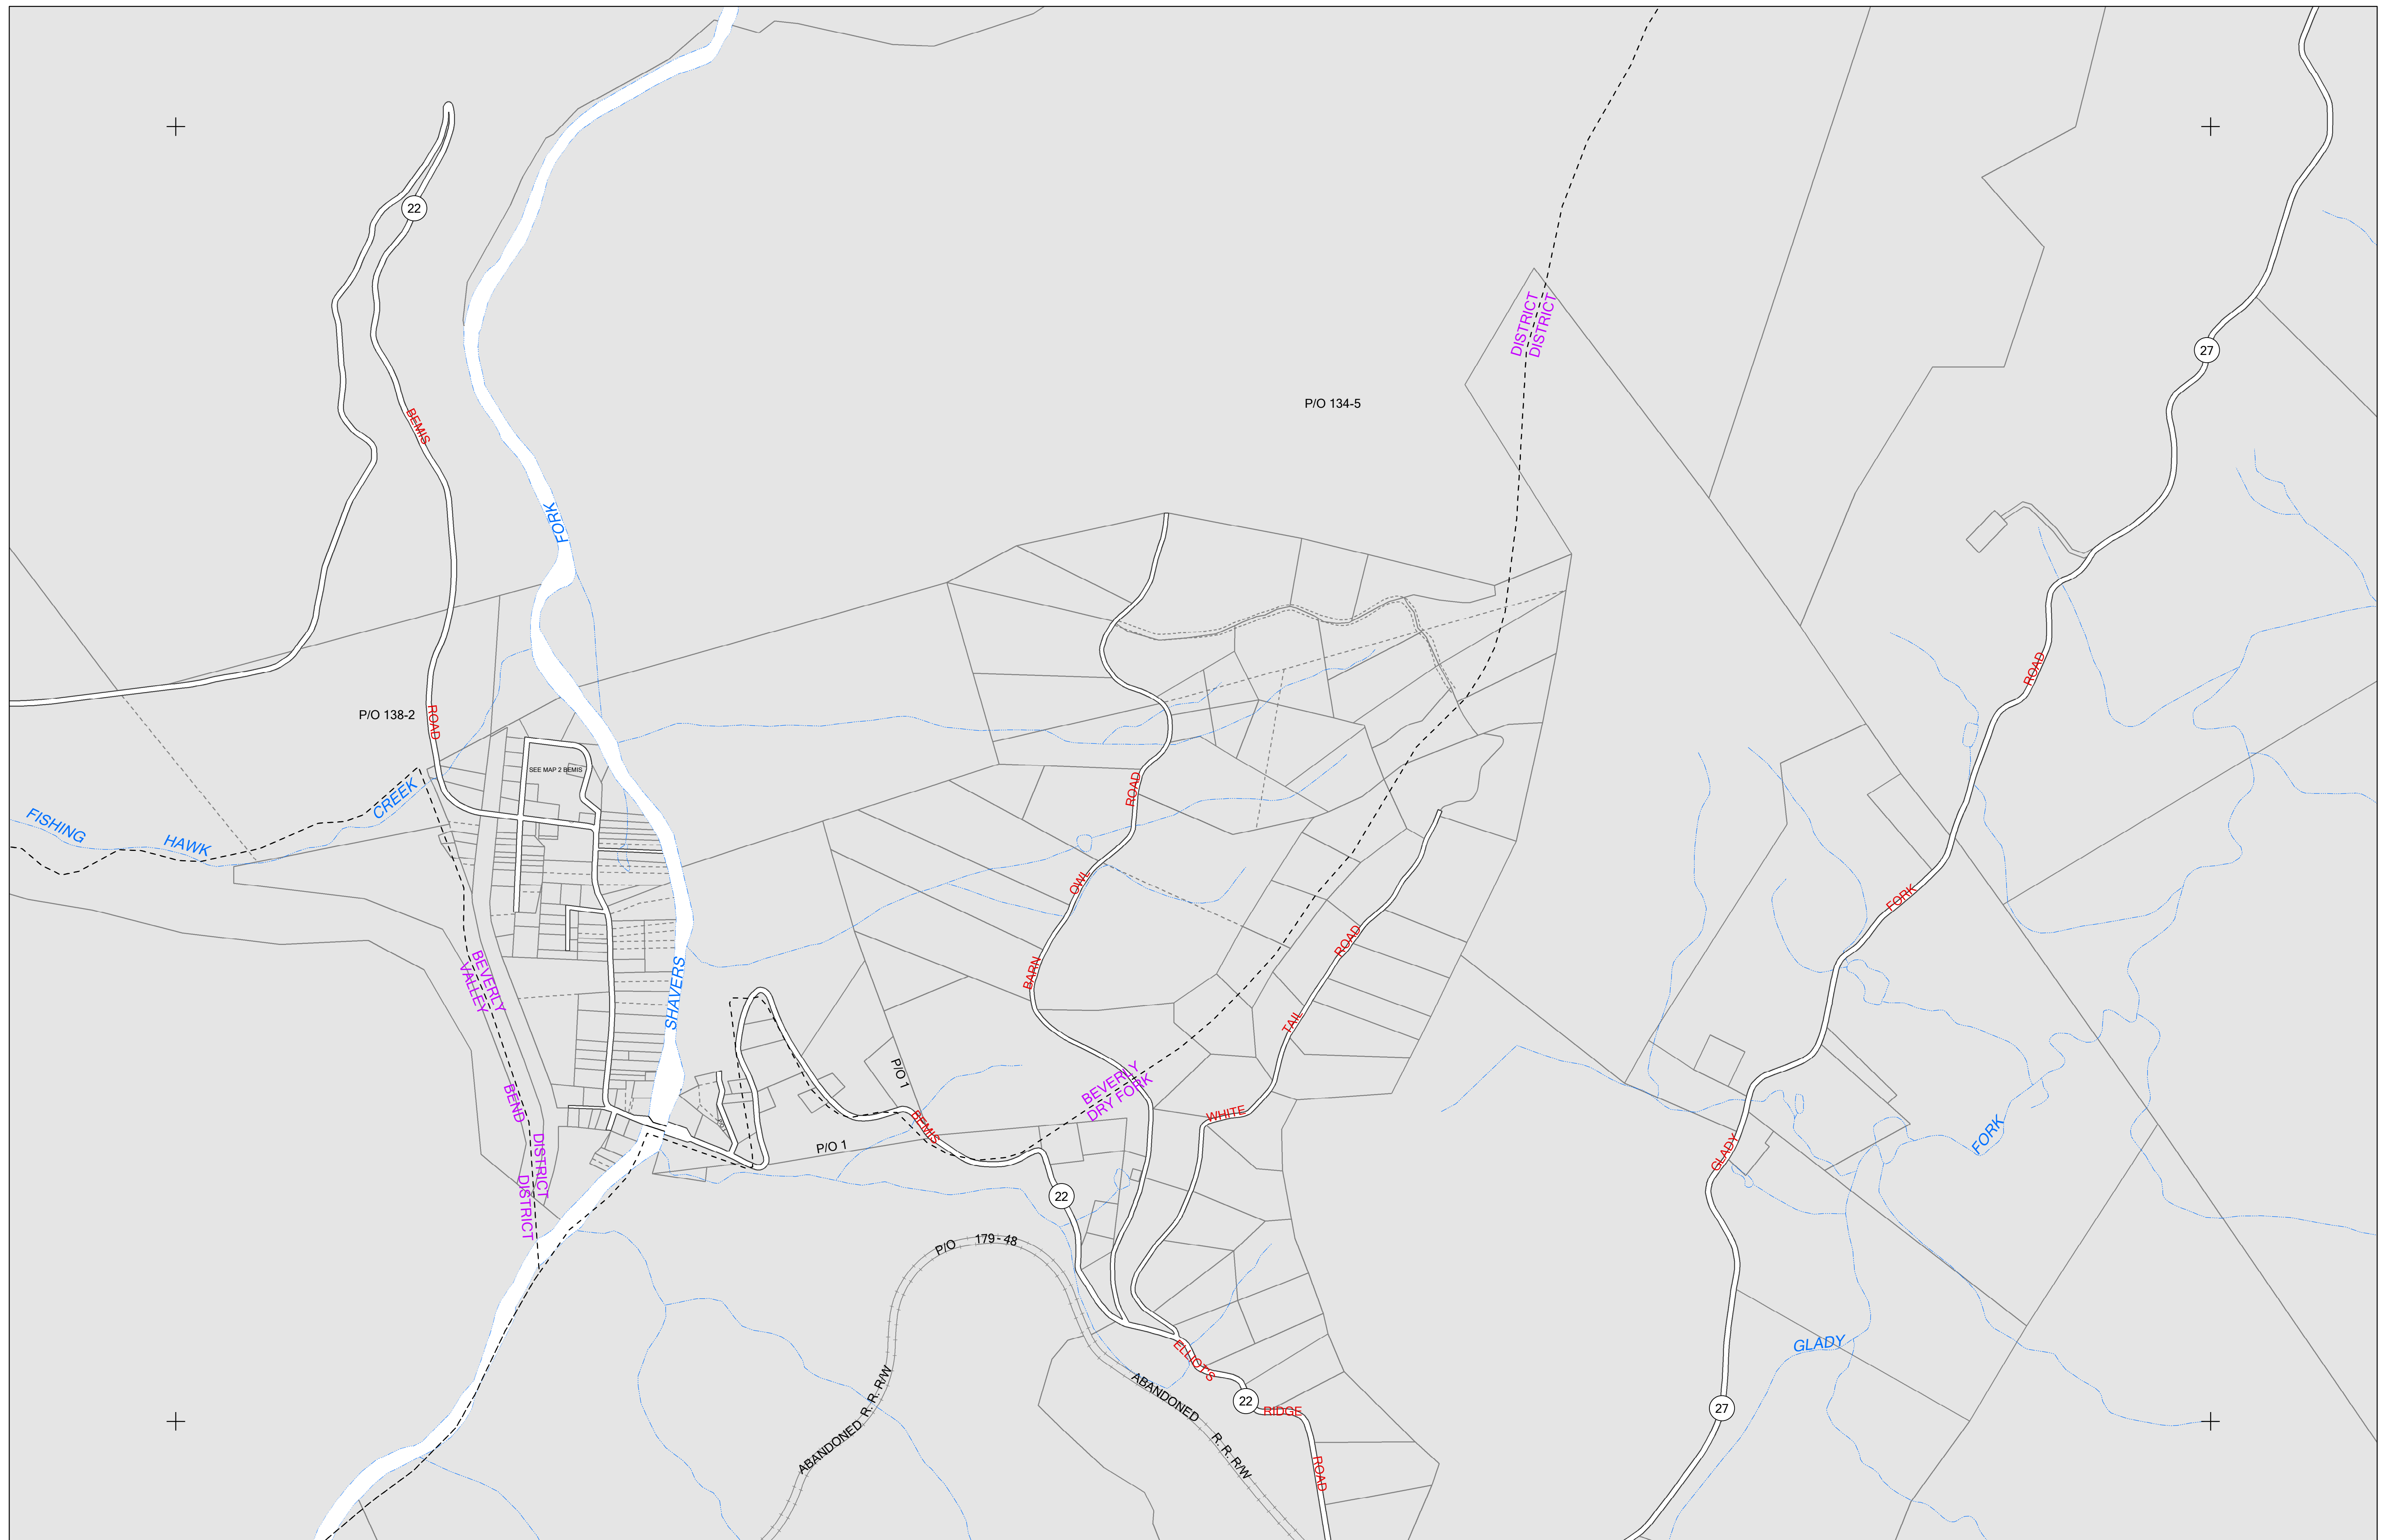 22
DISTRICT
DISTRICT
27
P/O 134-5
BEMIS
FORK
ROAD
P/O 138-2
ROAD
SEE MAP 2 BEMIS
CREEK
FISHING
HAWK
ROAD
OWL
FORK
BARN
ROAD
TAIL
BEVERLY
VALLEY
SHAVERS
P/O 1
BEVERLY
DRY FORK
BEND
BEMIS
WHITE
P/O 1
GLADY
FORK
DISTRICT
DISTRICT
22
P/O 179-48
GLADY
ELLIOTS
ABANDONED R. R. R/W
ABANDONED R. R. R/W
22
RIDGE
27
ROAD